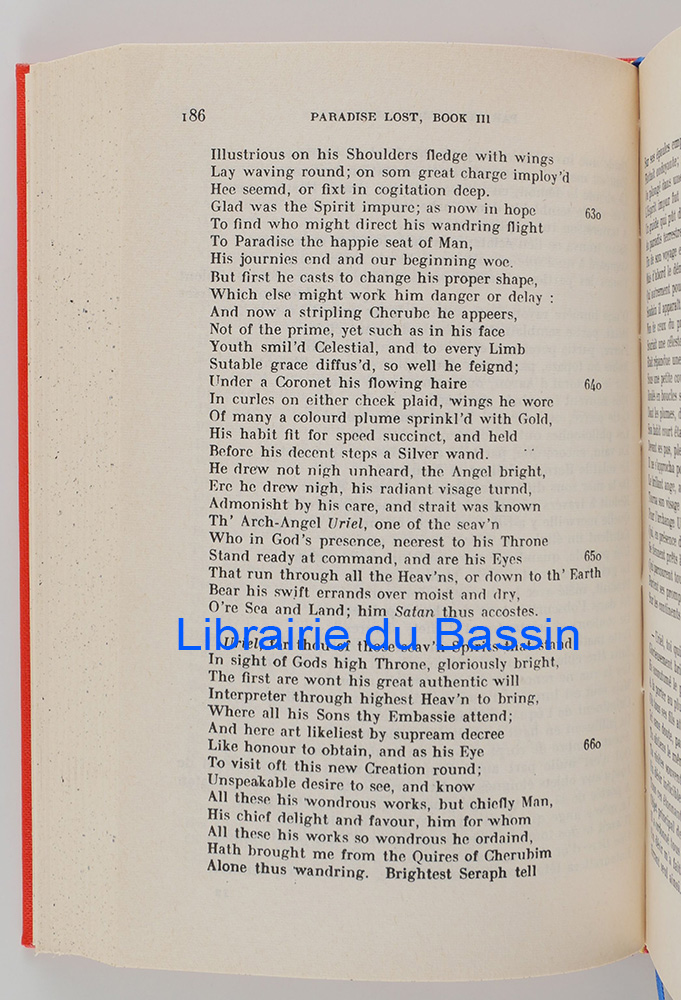 186
PARADISE LOST, BOOK III
Illustrious on his Shoulders fledge with wings
Lay waving round; on som great charge imploy'd
Hee seemd, or fixt in cogitation deep.
Glad was the Spirit impure; as now in hope 630
To find who might direct his wandring flight
To Paradise the happie seat of Man,
His journies end and our beginning woe.
But first he casts to change his proper shape,
Which else might work him danger or delay :
And now a stripling Cherube he appeers,
Not of the prime, yet such as in his face
Youth smil'd Celestial, and to every Limb
Sutable grace diffus'd, so well he feignd;
Under a Coronet his flowing haire 640
In curles on either cheek plaid, wings he wore
Of many a colourd plume sprinkl'd with Gold,
His habit fit for speed succinct, and held
Before his decent steps a Silver wand.
He drew not nigh unheard, the Angel bright,
Ere he drew nigh, his radiant visage turnd,
Admonisht by his eare, and strait was known
Th' Arch-Angel Uriel, one of the seav'n
Who in God's presence, neerest to his Throne
Stand ready at command, and are his Eyes 650
That run through all the Heav'ns, or down to th' Earth
Bear his swift errands over moist and dry,
O're Sea and Land; him Satan thus accostes.
Librairie du Bassin
Uriel, for thou of those seav'n Spirits that stand
In sight of Gods high Throne, gloriously bright,
The first are wont his great authentic will
Interpreter through highest Heav'n to bring,
Where all his Sons thy Embassie attend;
And here art likeliest by supream decree
Like honour to obtain, and as his Eye 660
To visit oft this new Creation round;
Unspeakable desire to see, and know
All these his wondrous works, but chiefly Man,
His chief delight and favour, him for whom
All these his works so wondrous he ordaind,
Hath brought me from the Quires of Cherubim
Alone thus wandring. Brightest Seraph tell